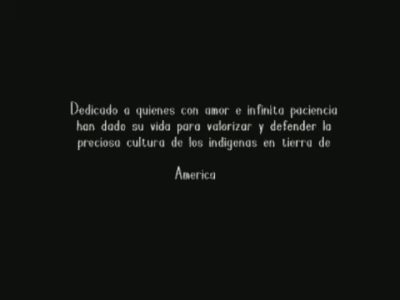 Dedicado a quienes con amor e infinita paciencia
han dado su vida para valorizar y defender la
preciosa cultura de los indigenas en tierra de
America